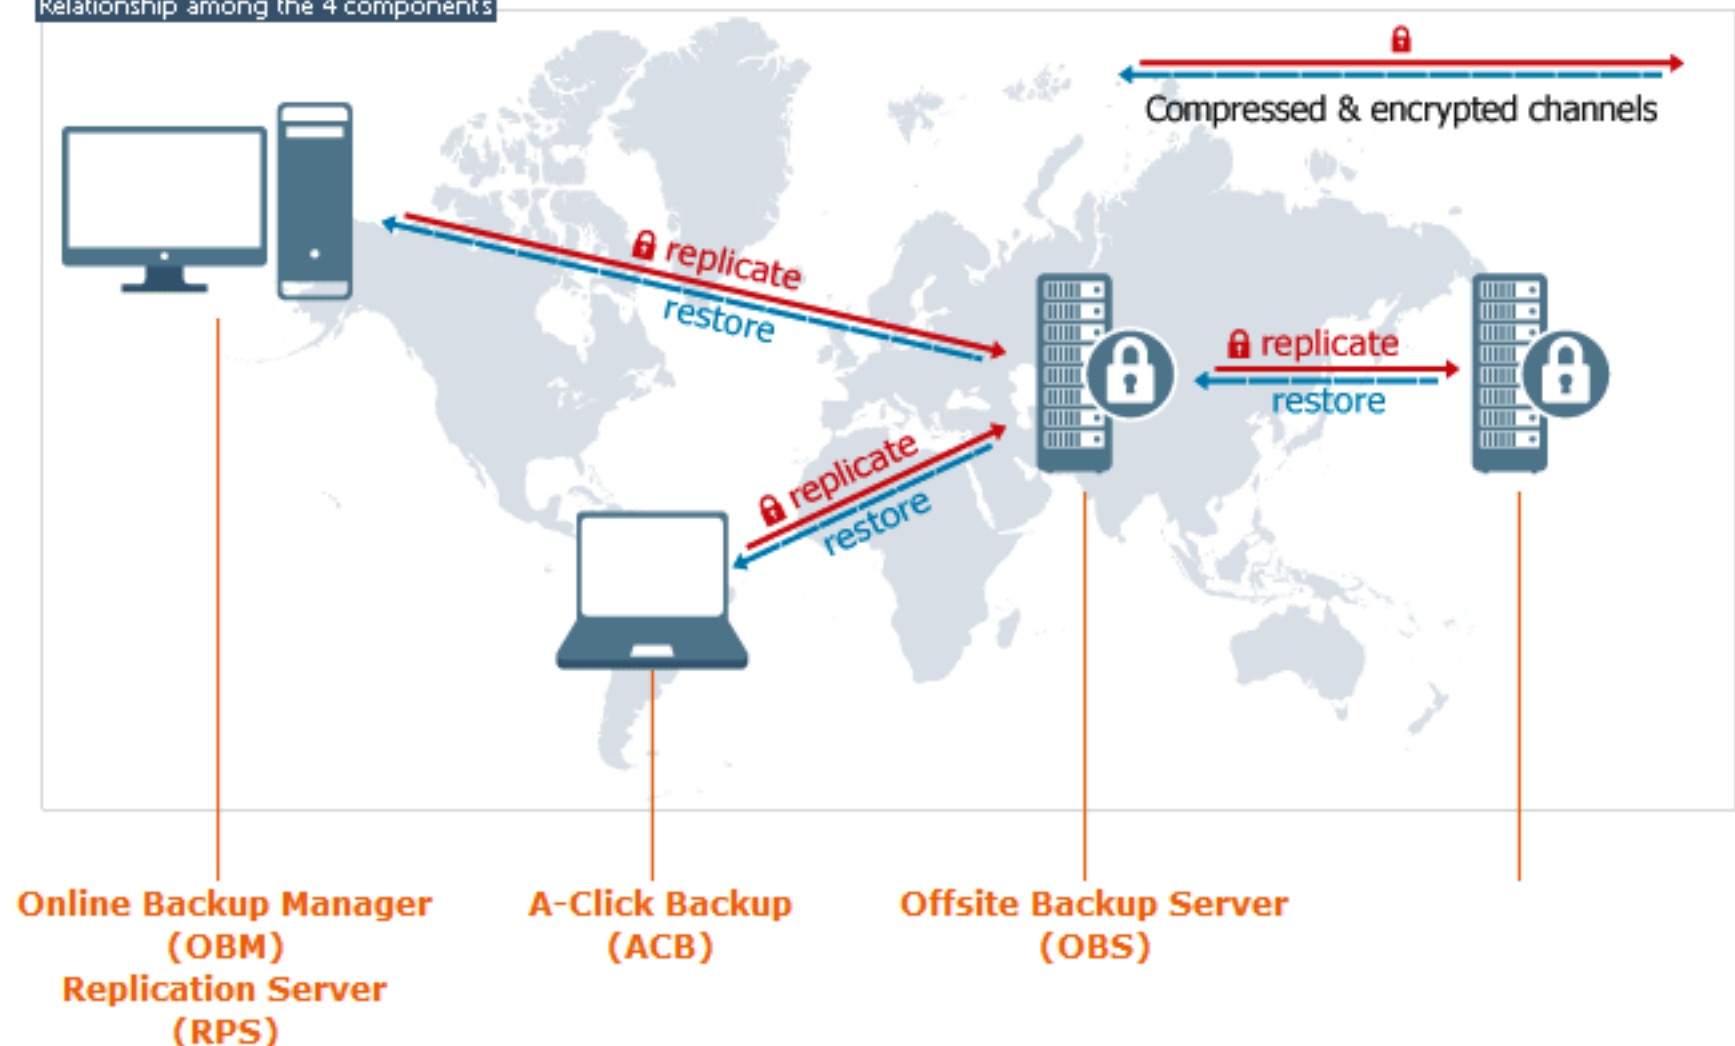 Relationship among the 4 components
Compressed & encrypted channels
replicate
restore
replicate
restore
replicate
restore
Online Backup Manager
(OBM)
Replication Server
(RPS)
A-Click Backup
(ACB)
Offsite Backup Server
(OBS)